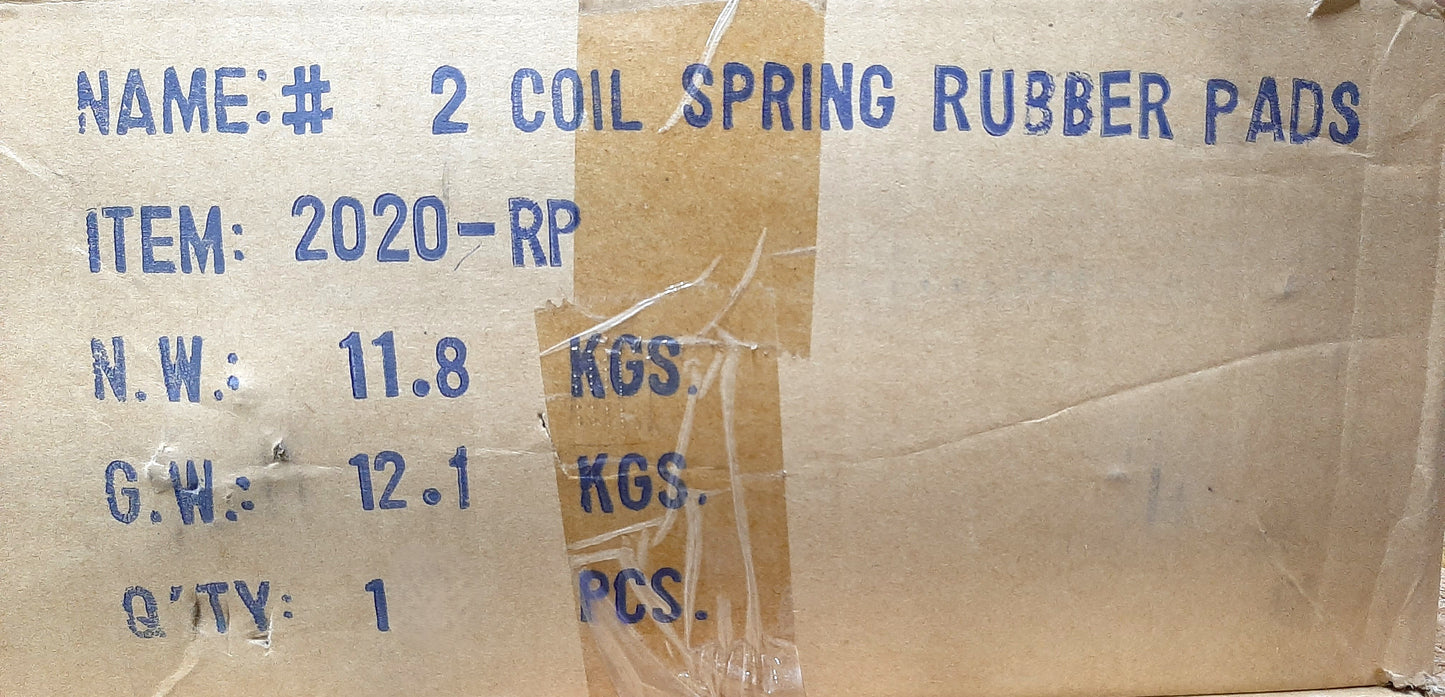 NAME:# 2 COIL SPRING RUBBER PADS
ITEM: 2020-RP
N.W.: 11.8 KGS.
G.W.: 12.1 KGS.
Q'TY: 1 PCS.